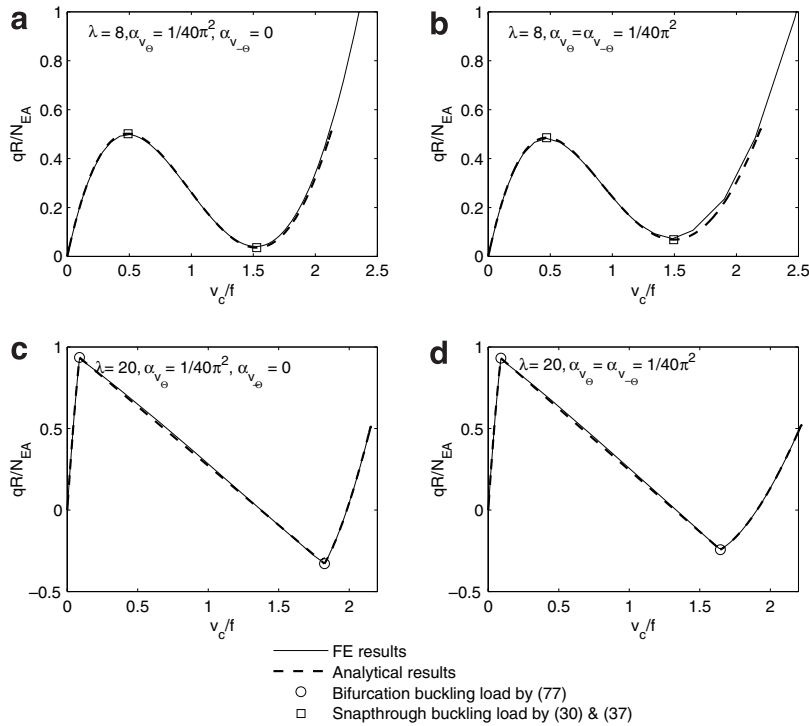 a
λ = 8,α_{v_Θ} = 1/40π², α_{v_{-Θ}} = 0
1
0.8
0.6
0.4
0.2
0
qR/N_{EA}
0 0.5 1 1.5 2 2.5
v_c/f
b
λ = 8,α_{v_Θ} = α_{v_{-Θ}} = 1/40π²
1
0.8
0.6
0.4
0.2
0
qR/N_{EA}
0 0.5 1 1.5 2 2.5
v_c/f
c
λ = 20, α_{v_Θ} = 1/40π², α_{v_{-Θ}} = 0
1
0.5
0
−0.5
qR/N_{EA}
0 0.5 1 1.5 2
v_c/f
d
λ = 20, α_{v_Θ} = α_{v_{-Θ}} = 1/40π²
1
0.5
0
−0.5
qR/N_{EA}
0 0.5 1 1.5 2
v_c/f
FE results
Analytical results
Bifurcation buckling load by (77)
Snapthrough buckling load by (30) & (37)